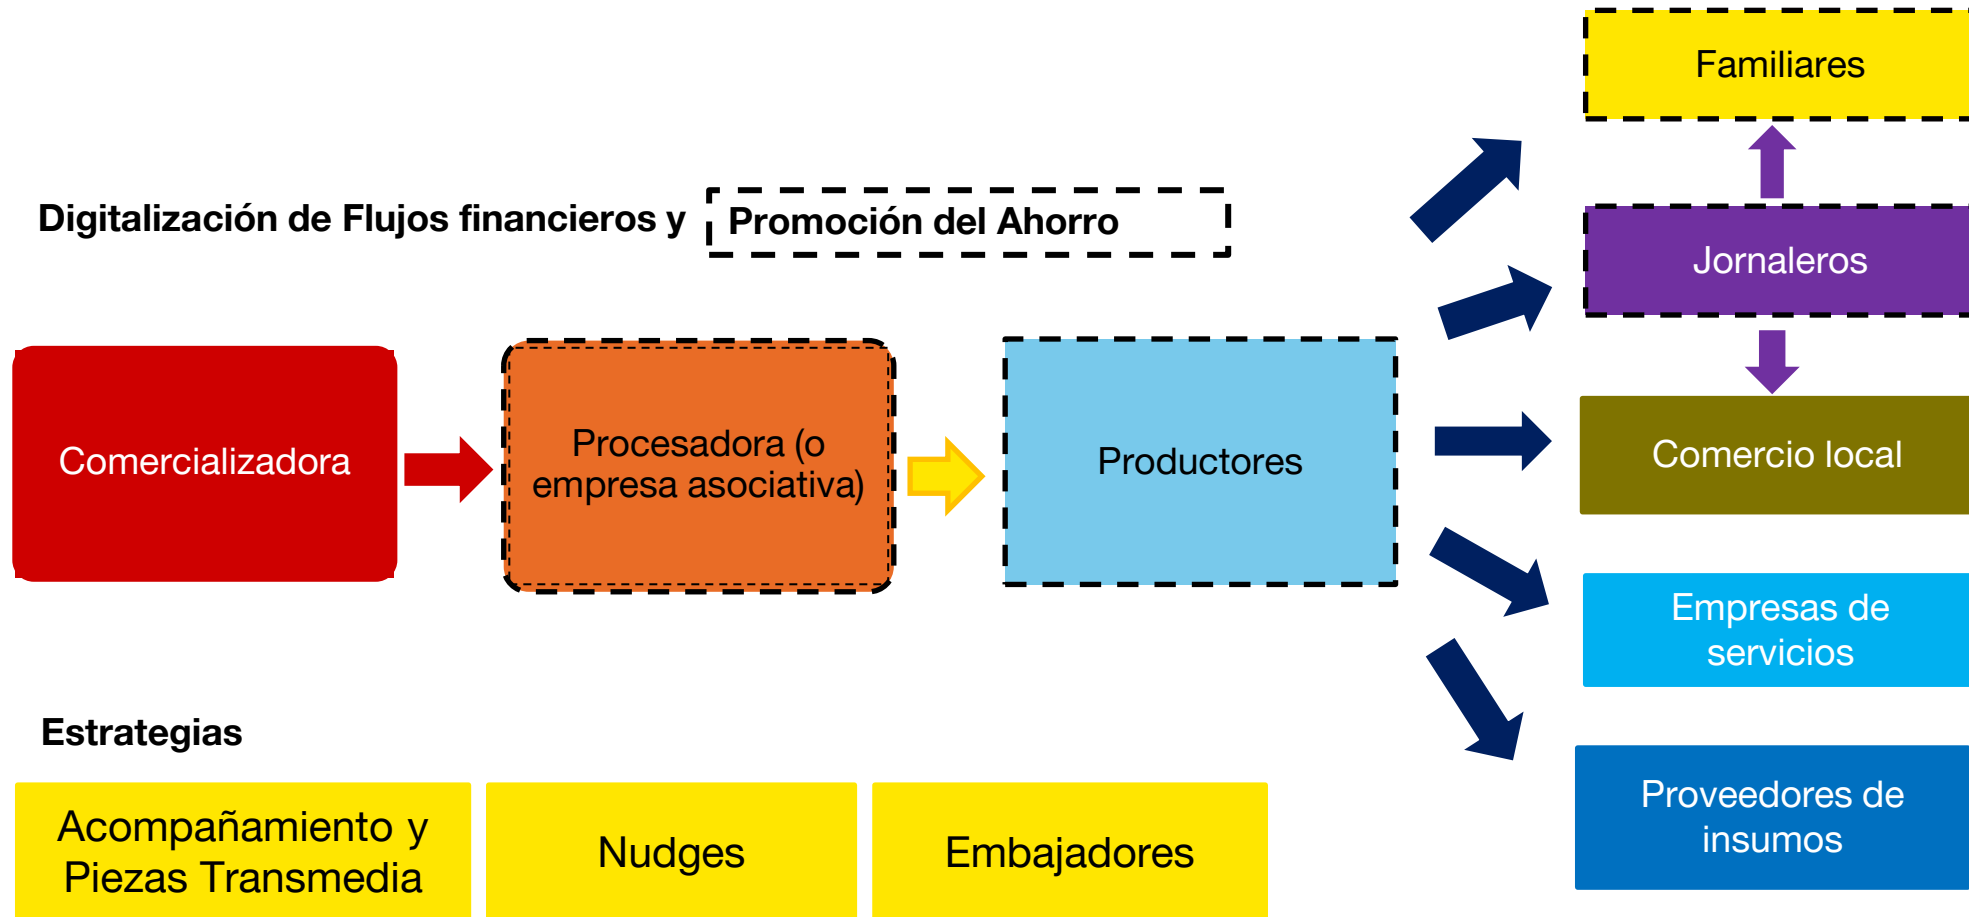 Familiares
Digitalización de Flujos financieros y Promoción del Ahorro
Jornaleros
Comercializadora
Procesadora (o
empresa asociativa)
Productores
Comercio local
Empresas de
servicios
Estrategias
Proveedores de
insumos
Acompañamiento y
Piezas Transmedia
Nudges
Embajadores